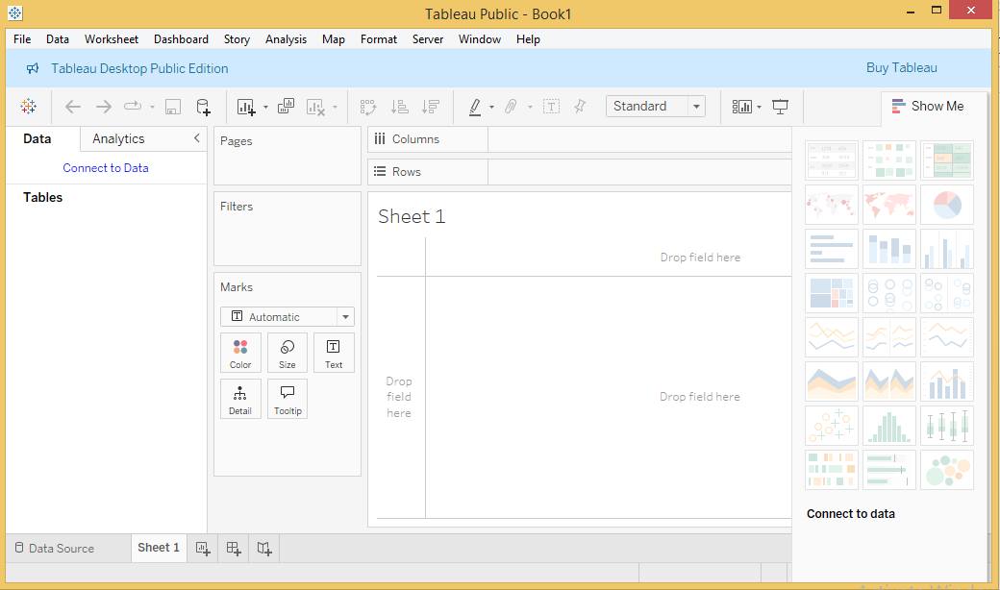 Tableau Public - Book1
File Data Worksheet Dashboard Story Analysis Map Format Server Window Help
Tableau Desktop Public Edition
Buy Tableau
Standard
Show Me
Data
Analytics
Connect to Data
Tables
Pages
Filters
Marks
Automatic
Color
Size
Text
Detail
Tooltip
Columns
Rows
Sheet 1
Drop field here
Drop
field
here
Drop field here
Connect to data
Data Source
Sheet 1